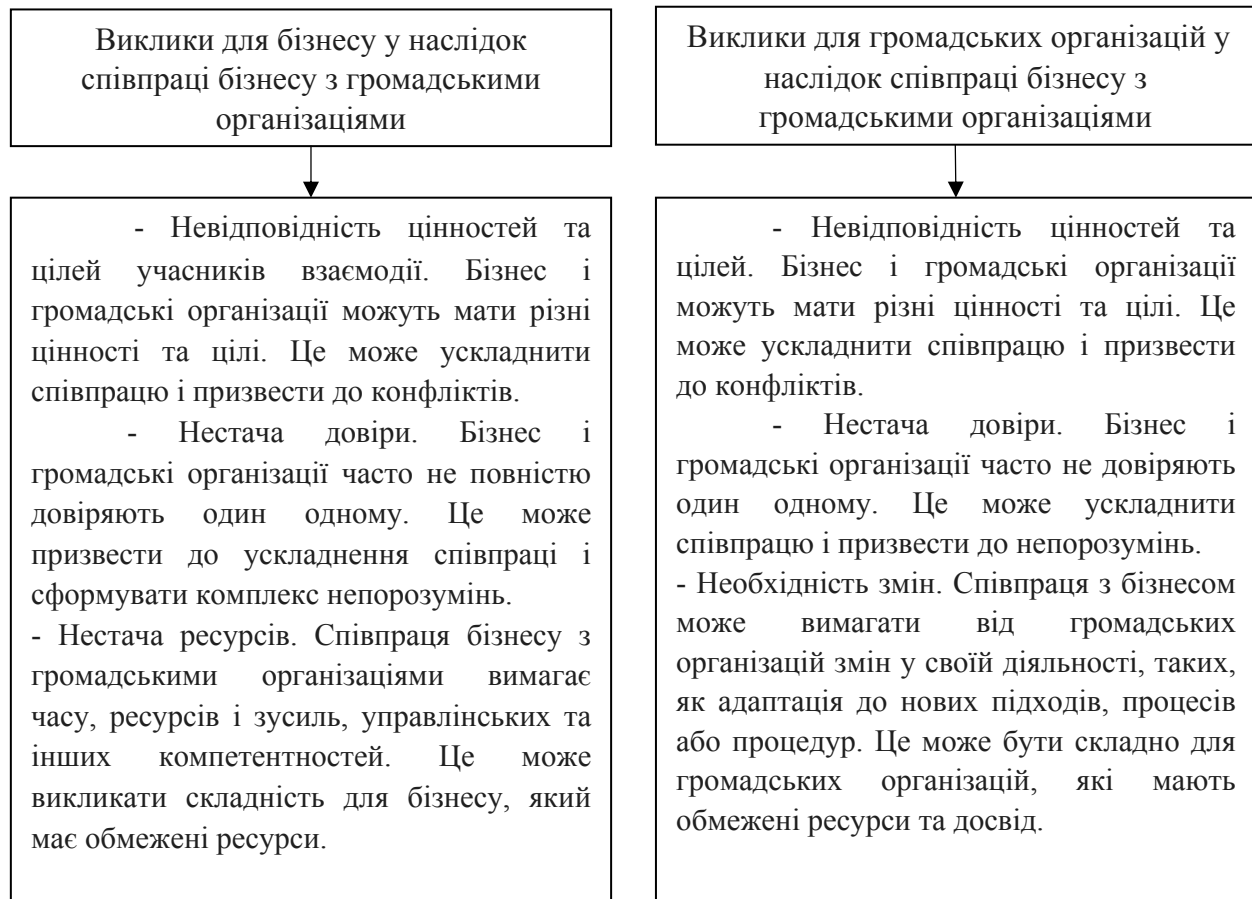 Виклики для бізнесу у наслідок
співпраці бізнесу з громадськими
організаціями
Виклики для громадських організацій у
наслідок співпраці бізнесу з
громадськими організаціями
- Невідповідність цінностей та
цілей учасників взаємодії. Бізнес і
громадські організації можуть мати різні
цінності та цілі. Це може ускладнити
співпрацю і призвести до конфліктів.
- Нестача довіри. Бізнес і
громадські організації часто не повністю
довіряють один одному. Це може
призвести до ускладнення співпраці і
сформувати комплекс непорозумінь.
- Нестача ресурсів. Співпраця бізнесу з
громадськими організаціями вимагає
часу, ресурсів і зусиль, управлінських та
інших компетентностей. Це може
викликати складність для бізнесу, який
має обмежені ресурси.
- Невідповідність цінностей та
цілей. Бізнес і громадські організації
можуть мати різні цінності та цілі. Це
може ускладнити співпрацю і призвести
до конфліктів.
- Нестача довіри. Бізнес і
громадські організації часто не довіряють
один одному. Це може ускладнити
співпрацю і призвести до непорозумінь.
- Необхідність змін. Співпраця з бізнесом
може вимагати від громадських
організацій змін у своїй діяльності, таких,
як адаптація до нових підходів, процесів
або процедур. Це може бути складно для
громадських організацій, які мають
обмежені ресурси та досвід.